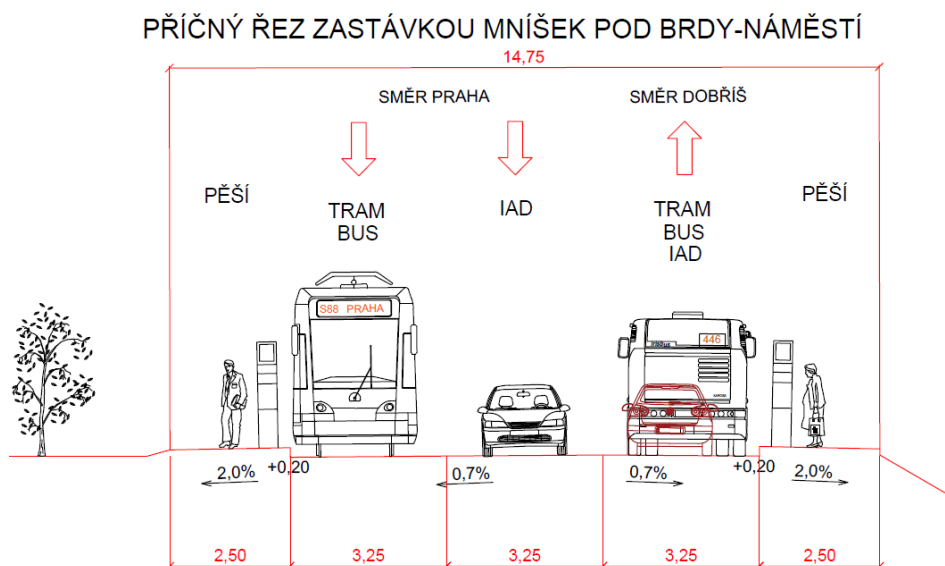 PŘÍČNÝ ŘEZ ZASTÁVKOU MNÍŠEK POD BRDY-NÁMĚSTÍ
14,75
SMĚR PRAHA
SMĚR DOBŘÍŠ
PĚŠÍ
TRAM
BUS
IAD
TRAM
BUS
IAD
PĚŠÍ
S88 PRAHA
446
2,0%
+0,20
0,7%
0,7%
+0,20
2,0%
2,50
3,25
3,25
3,25
2,50